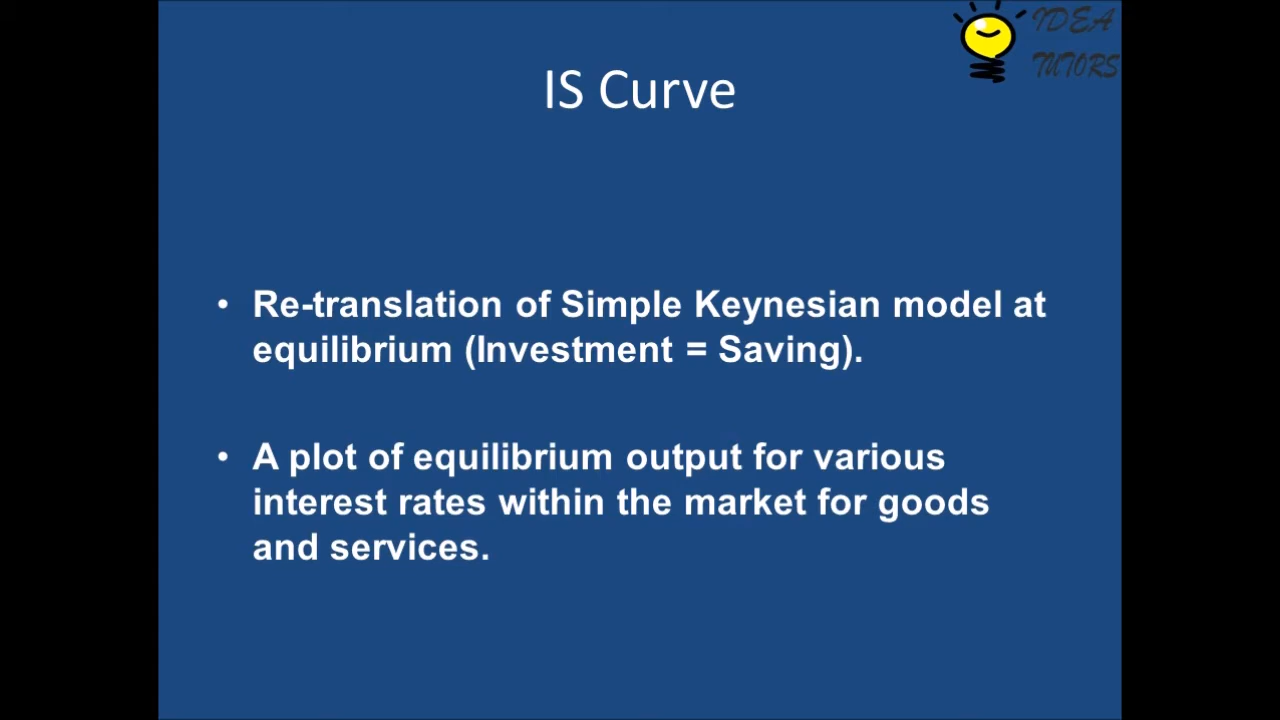 IDEA
TUTORS
IS Curve
• Re-translation of Simple Keynesian model at
equilibrium (Investment = Saving).
• A plot of equilibrium output for various
interest rates within the market for goods
and services.